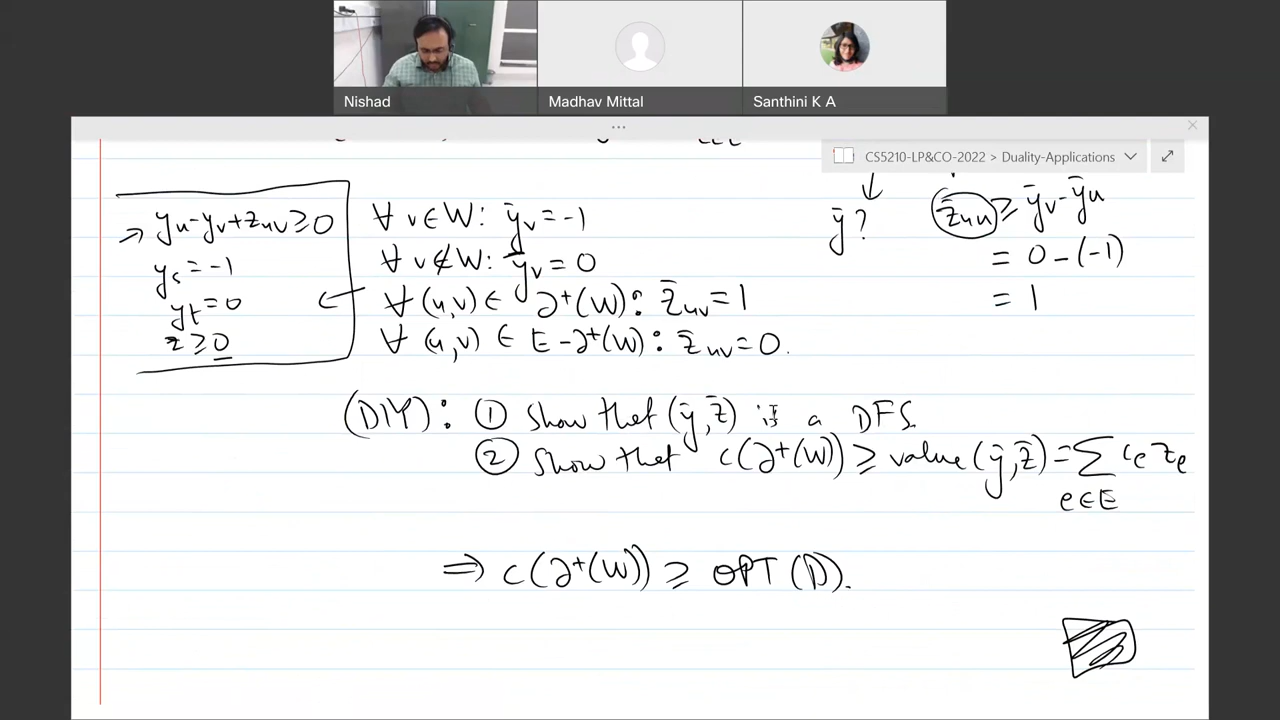 Nishad
Madhav Mittal
Santhini K A
CS5210-LP&CO-2022 > Duality-Applications
→ yᵤ - yᵥ + zᵤᵥ ≥ 0
yₛ = -1
yₜ = 0
z ≥ 0
∀ v ∈ W: ȳᵥ = -1
∀ v ∉ W: ȳᵥ = 0
∀ (u,v) ∈ ∂⁺(W): z̄ᵤᵥ = 1
∀ (u,v) ∈ E - ∂⁺(W): z̄ᵤᵥ = 0.
ȳ?
z̄ᵤᵥ ≥ ȳᵥ - ȳᵤ
= 0 - (-1)
= 1
(DIY): ① Show that (ȳ, z̄) is a DFS.
② Show that c(∂⁺(W)) ≥ value(ȳ, z̄) = ∑ cₑ zₑ
e∈E
⇒ c(∂⁺(W)) ≥ OPT(D).